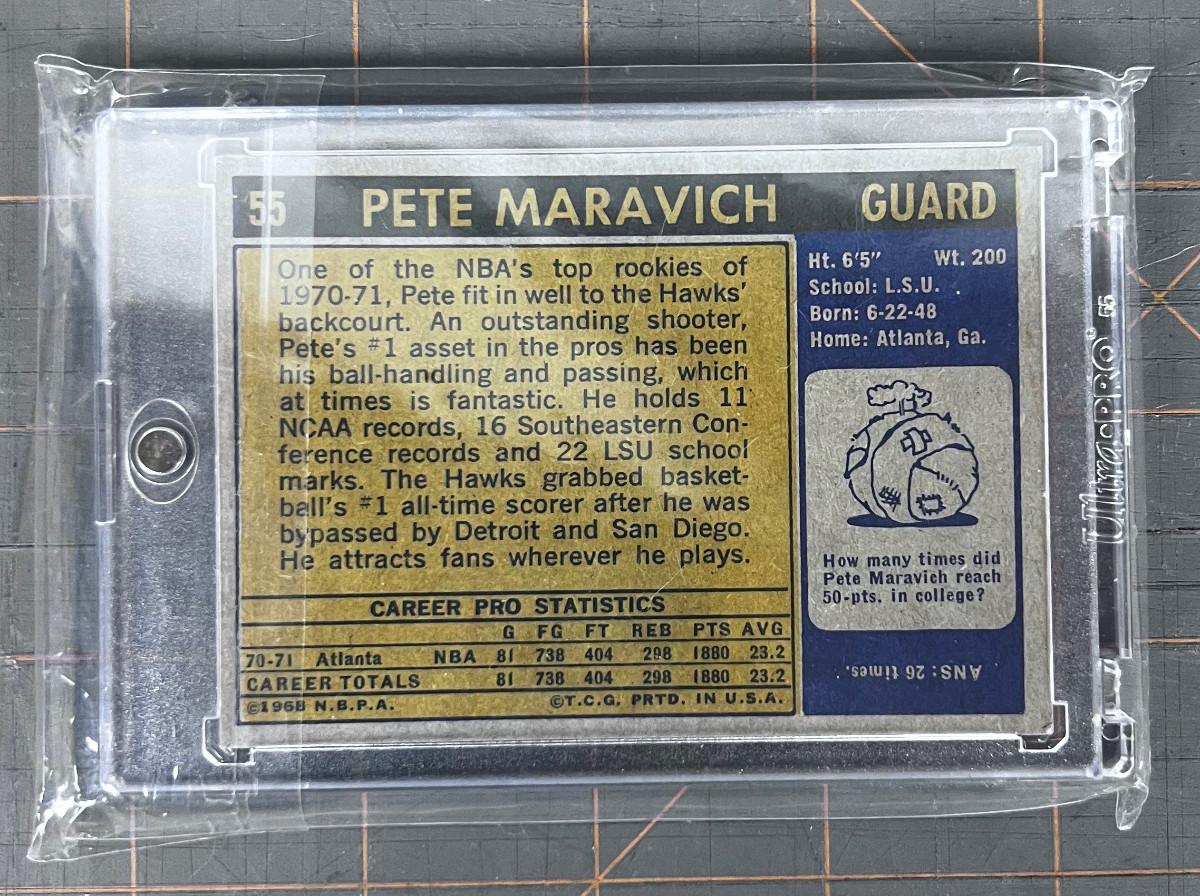 55 PETE MARAVICH GUARD
One of the NBA's top rookies of
1970-71, Pete fit in well to the Hawks'
backcourt. An outstanding shooter,
Pete's #1 asset in the pros has been
his ball-handling and passing, which
at times is fantastic. He holds 11
NCAA records, 16 Southeastern Con-
ference records and 22 LSU school
marks. The Hawks grabbed basket-
ball's #1 all-time scorer after he was
bypassed by Detroit and San Diego.
He attracts fans wherever he plays.
CAREER PRO STATISTICS
G FG FT REB PTS AVG
70-71 Atlanta NBA 81 738 404 298 1880 23.2
CAREER TOTALS 81 738 404 298 1880 23.2
©1968 N.B.P.A. ©T.C.G. PRTD. IN U.S.A.
Ht. 6'5" Wt. 200
School: L.S.U.
Born: 6-22-48
Home: Atlanta, Ga.
How many times did
Pete Maravich reach
50-pts. in college?
ANS: 26 times.
UltraPRO 55